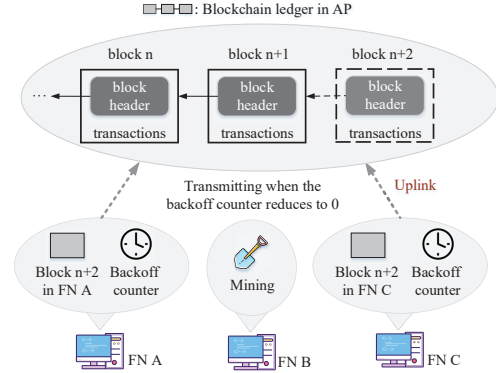 : Blockchain ledger in AP
block n
block n+1
block n+2
...
block
header
block
header
block
header
transactions
transactions
transactions
Transmitting when the
backoff counter reduces to 0
Uplink
Block n+2
in FN A
Backoff
counter
Mining
Block n+2
in FN C
Backoff
counter
FN A
FN B
FN C